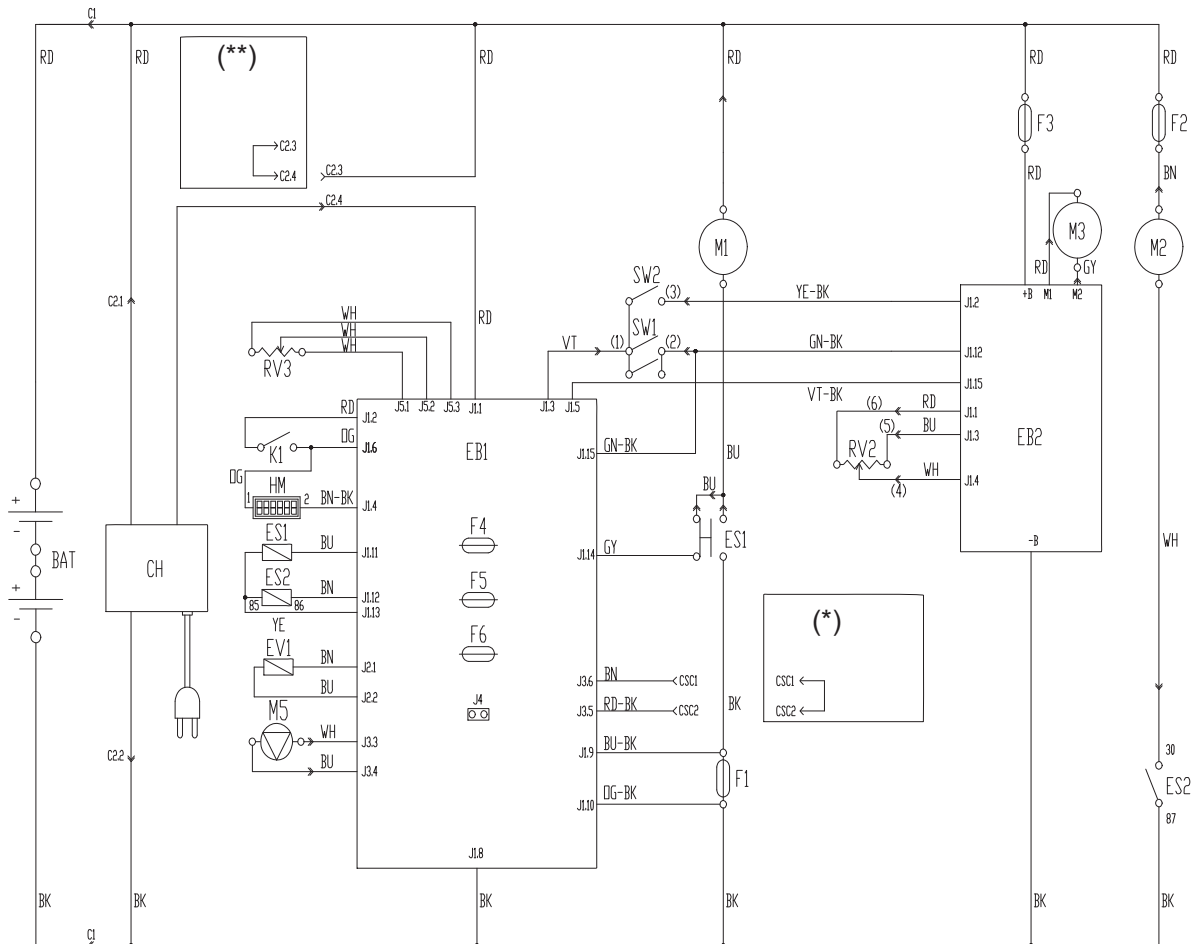 C1
RD RD RD RD RD RD
(**)
C2.3
C2.4
C2.3
C2.4
F3 F2
RD BN
M3
M1 M2
RD GY
+B M1 M2
C2.1
SW2 (3) YE-BK J1.2
WH
WH
WH
RV3
RD
VT (1) SW1 (2) GN-BK J1.12
VT-BK J1.15
J5.1 J5.2 J5.3 J1.1 J1.3 J1.5
(6) RD J1.1
(5) BU J1.3
RV2
WH J1.4
(4)
EB2
RD J1.2
OG J1.6
K1
EB1
J1.15 GN-BK
BU
OG
HM
1 2 BN-BK J1.4
BU
F4
ES1 BU J1.11
J1.14 GY ES1
-B
WH
BAT
+
-
+
-
CH
ES2 BN J1.12
85 86 J1.13
YE
F5
F6
(*)
EV1 BN J2.1
BU J2.2
J4
J3.6 BN CSC1
J3.5 RD-BK CSC2
CSC1
CSC2
BK
M5 WH J3.3
BU J3.4
C2.2
J1.9 BU-BK
F1
J1.10 OG-BK
30
ES2
87
J1.8
BK BK BK BK BK BK
C1